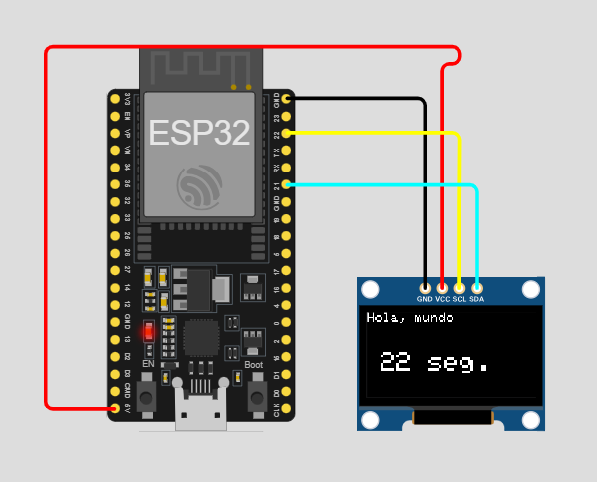 ESP32
3V3
EN
VP
VN
34
35
32
33
25
26
27
14
12
GND
13
D2
D3
CMD
5V
GND
23
22
TX
RX
21
GND
19
18
5
17
16
4
0
2
15
D1
D0
CLK
EN
Boot
GND VCC SCL SDA
Hola, mundo
22 seg.